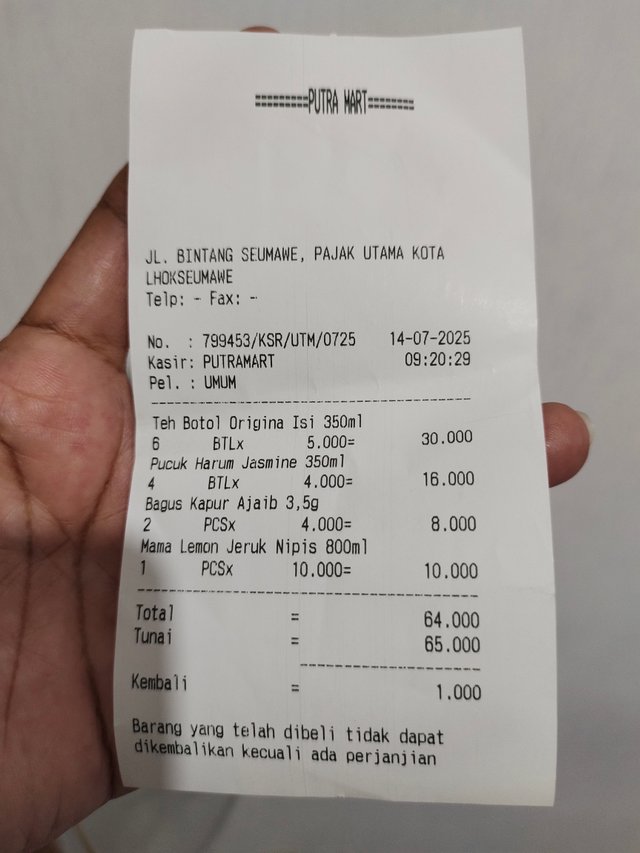 =========PUTRA MART========
JL. BINTANG SEUMAWE, PAJAK UTAMA KOTA
LHOKSEUMAWE
Telp: - Fax: -
No. : 799453/KSR/UTM/0725 14-07-2025
Kasir: PUTRAMART 09:20:29
Pel. : UMUM
Teh Botol Origina Isi 350ml
6 BTLx 5.000= 30.000
Pucuk Harum Jasmine 350ml
4 BTLx 4.000= 16.000
Bagus Kapur Ajaib 3,5g
2 PCSx 4.000= 8.000
Mama Lemon Jeruk Nipis 800ml
1 PCSx 10.000= 10.000
Total = 64.000
Tunai = 65.000
Kembali = 1.000
Barang yang telah dibeli tidak dapat
dikembalikan kecuali ada perjanjian